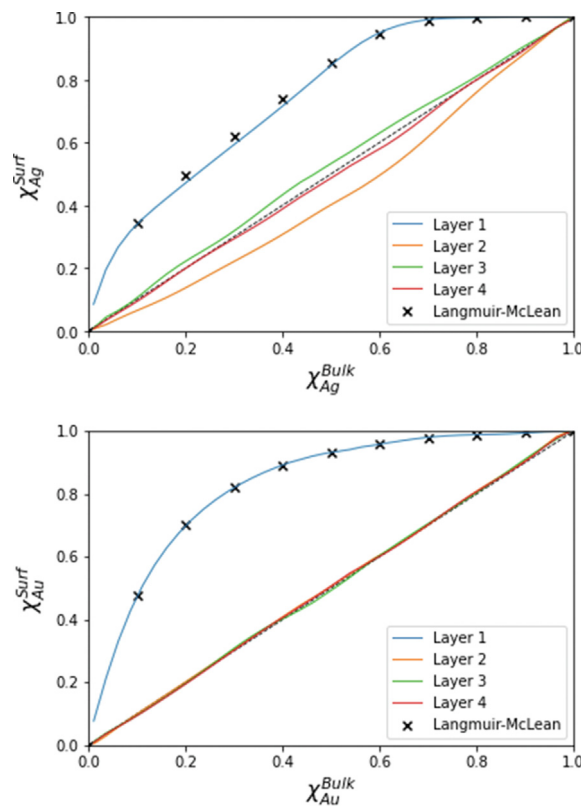 1.0
0.8
0.6
0.4
0.2
0.0
χ_{Ag}^{Surf}
Layer 1
Layer 2
Layer 3
Layer 4
Langmuir-McLean
0.0 0.2 0.4 0.6 0.8 1.0
χ_{Ag}^{Bulk}
1.0
0.8
0.6
0.4
0.2
0.0
χ_{Au}^{Surf}
Layer 1
Layer 2
Layer 3
Layer 4
Langmuir-McLean
0.0 0.2 0.4 0.6 0.8 1.0
χ_{Au}^{Bulk}